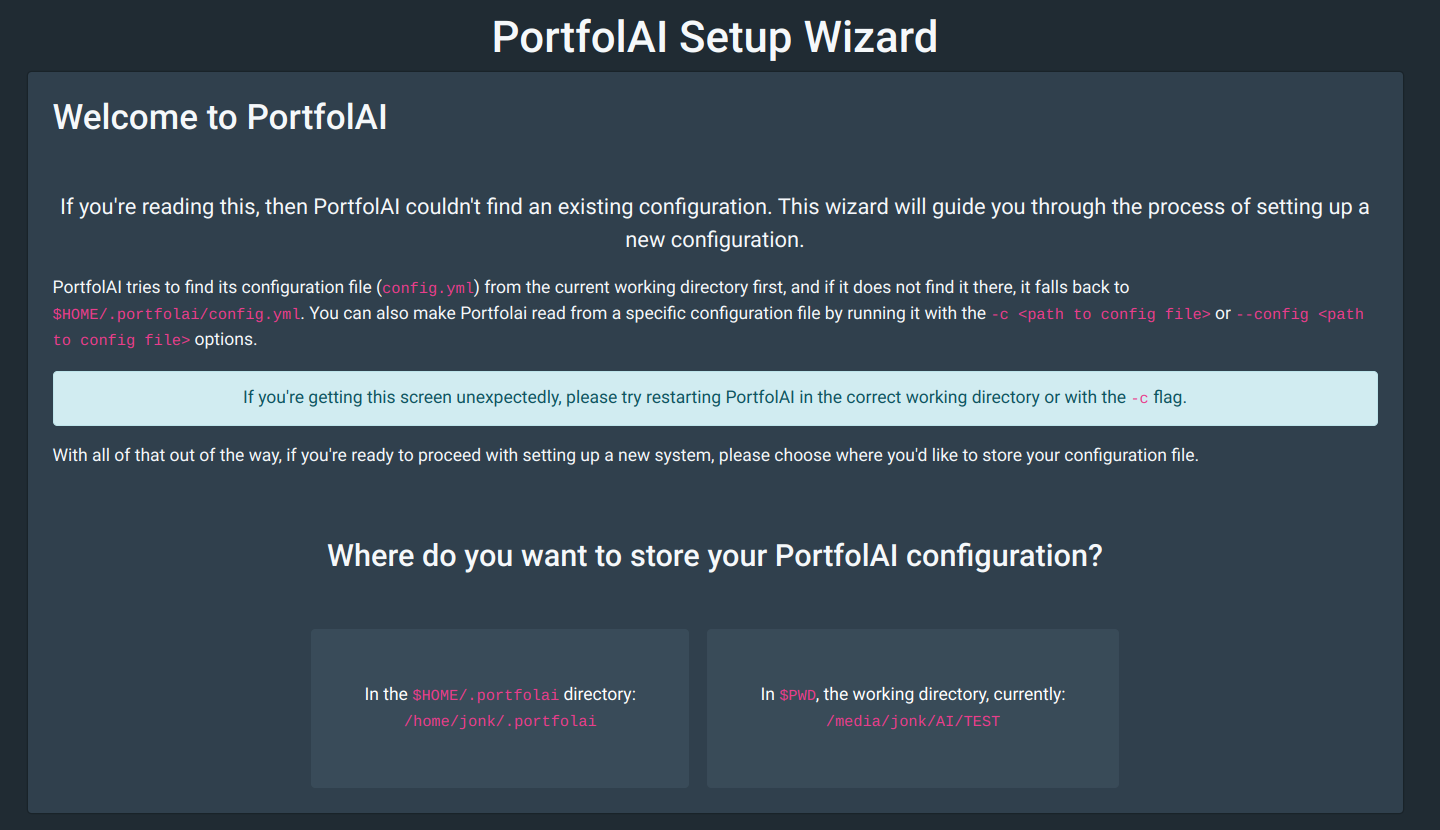 PortfolAI Setup Wizard
Welcome to PortfolAI
If you're reading this, then PortfolAI couldn't find an existing configuration. This wizard will guide you through the process of setting up a
new configuration.
PortfolAI tries to find its configuration file (config.yml) from the current working directory first, and if it does not find it there, it falls back to
$HOME/.portfolai/config.yml. You can also make Portfolai read from a specific configuration file by running it with the -c <path to config file> or --config <path
to config file> options.
If you're getting this screen unexpectedly, please try restarting PortfolAI in the correct working directory or with the -c flag.
With all of that out of the way, if you're ready to proceed with setting up a new system, please choose where you'd like to store your configuration file.
Where do you want to store your PortfolAI configuration?
In the $HOME/.portfolai directory:
/home/jonk/.portfolai
In $PWD, the working directory, currently:
/media/jonk/AI/TEST